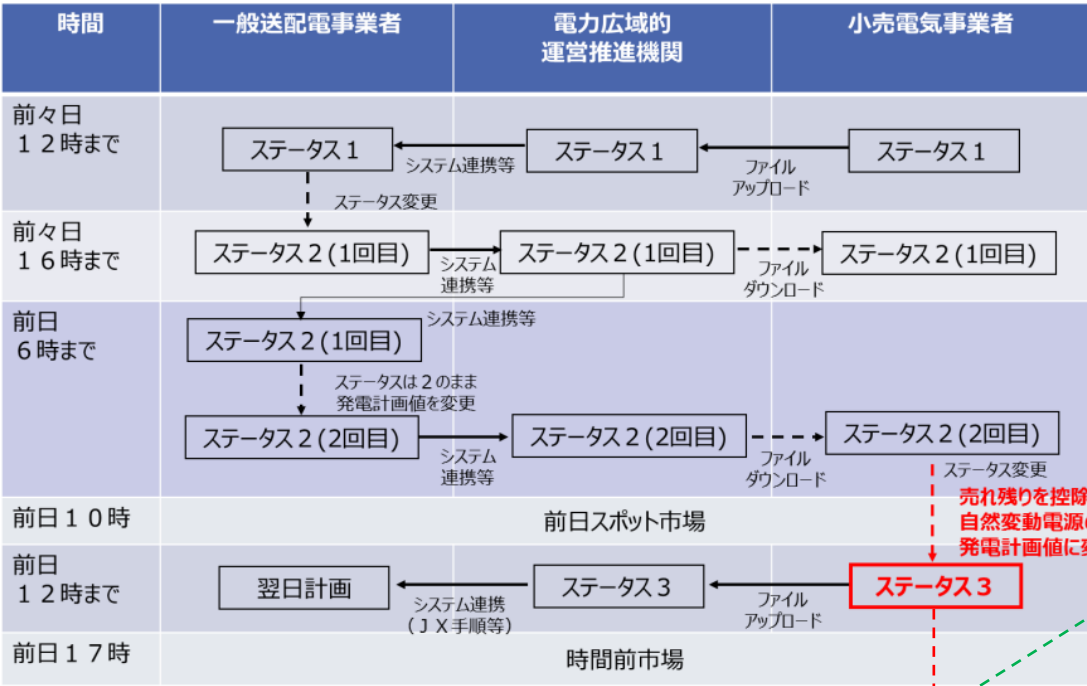 時間
一般送配電事業者
電力広域的
運営推進機関
小売電気事業者
前々日
１２時まで
ステータス１
システム連携等
ステータス１
ファイル
アップロード
ステータス１
ステータス変更
前々日
１６時まで
ステータス２(1回目)
システム
連携等
ステータス２(1回目)
ファイル
ダウンロード
ステータス２(1回目)
前日
６時まで
システム連携等
ステータス２(1回目)
ステータスは２のまま
発電計画値を変更
ステータス２(2回目)
システム
連携等
ステータス２(2回目)
ファイル
ダウンロード
ステータス２(2回目)
ステータス変更
売れ残りを控除
自然変動電源
発電計画値に
前日１０時
前日スポット市場
前日
１２時まで
翌日計画
システム連携
（ＪＸ手順等）
ステータス３
ファイル
アップロード
ステータス３
前日１７時
時間前市場